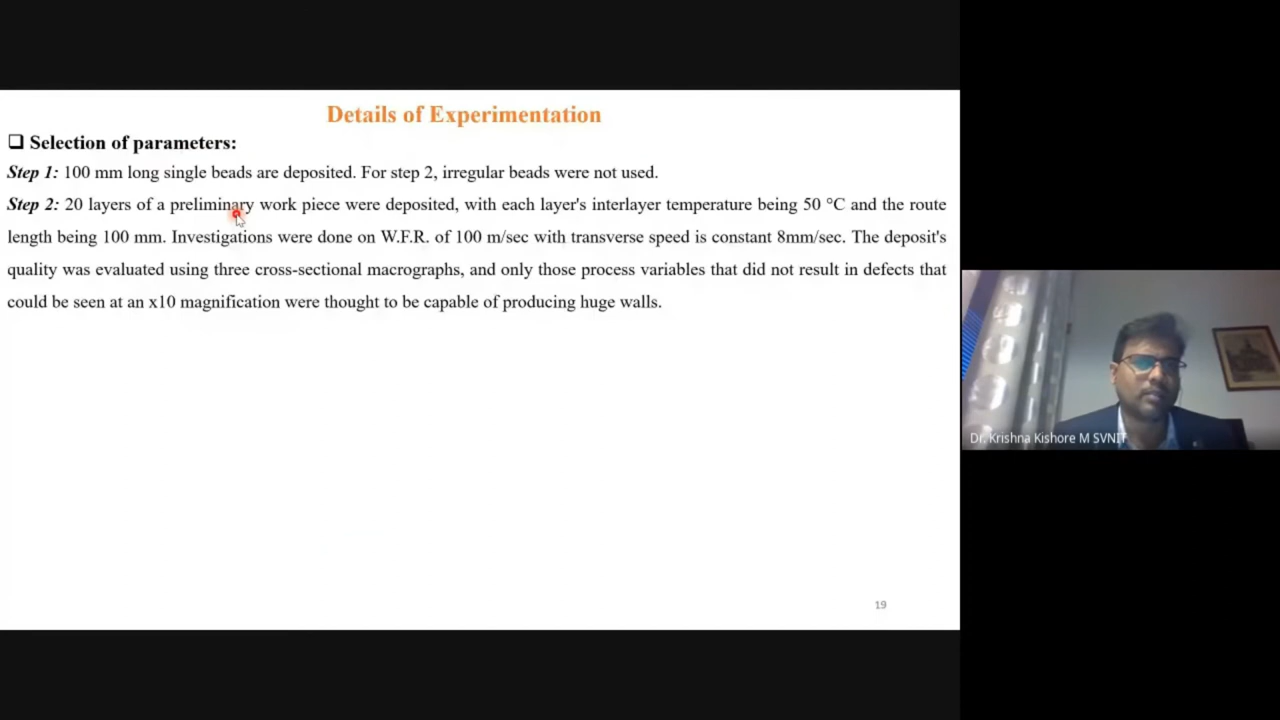 Details of Experimentation
❑ Selection of parameters:
Step 1: 100 mm long single beads are deposited. For step 2, irregular beads were not used.
Step 2: 20 layers of a preliminary work piece were deposited, with each layer's interlayer temperature being 50 °C and the route
length being 100 mm. Investigations were done on W.F.R. of 100 m/sec with transverse speed is constant 8mm/sec. The deposit's
quality was evaluated using three cross-sectional macrographs, and only those process variables that did not result in defects that
could be seen at an x10 magnification were thought to be capable of producing huge walls.
Dr. Krishna Kishore M SVNIT
19